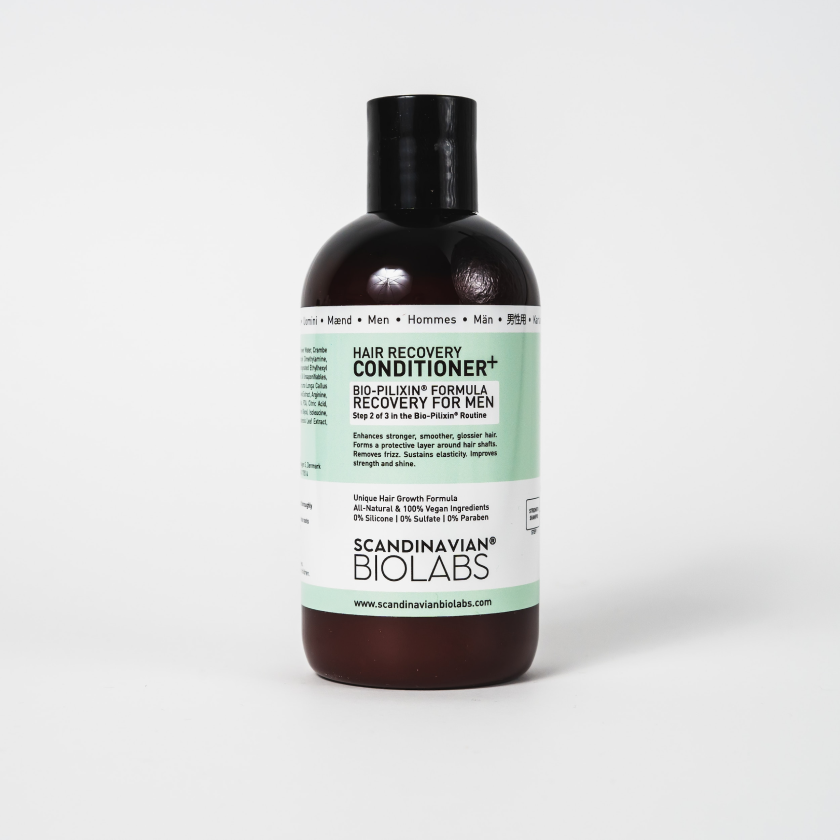 Uomini • Mænd • Men • Hommes • Män • 男性用 •
HAIR RECOVERY
CONDITIONER+
BIO-PILIXIN® FORMULA
RECOVERY FOR MEN
Step 2 of 3 in the Bio-Pilixin® Routine
Enhances stronger, smoother, glossier hair.
Forms a protective layer around hair shafts.
Removes frizz. Sustains elasticity. Improves
strength and shine.
Unique Hair Growth Formula
All-Natural & 100% Vegan Ingredients
0% Silicone | 0% Sulfate | 0% Paraben
SCANDINAVIAN®
BIOLABS
www.scandinavianbiolabs.com